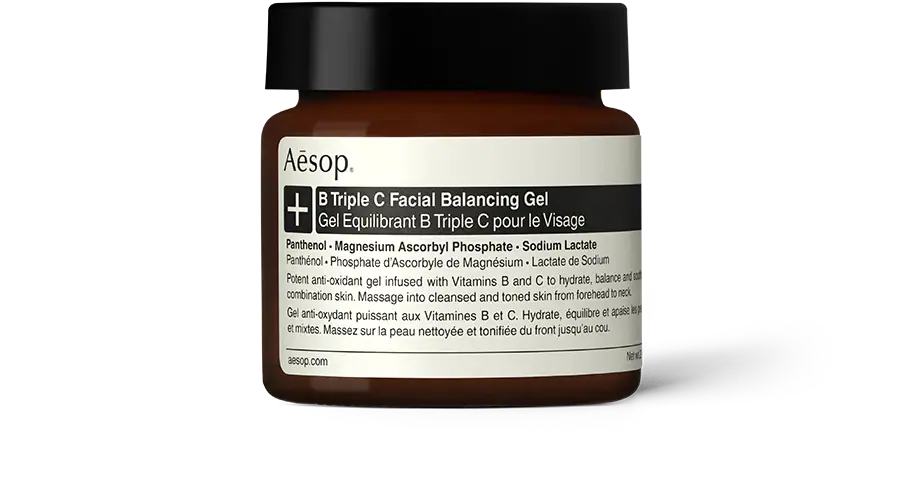 Aēsop®
B Triple C Facial Balancing Gel
Gel Equilibrant B Triple C pour le Visage
Panthenol • Magnesium Ascorbyl Phosphate • Sodium Lactate
Panthénol • Phosphate d'Ascorbyle de Magnésium • Lactate de Sodium
Potent anti-oxidant gel infused with Vitamins B and C to hydrate, balance and
combination skin. Massage into cleansed and toned skin from forehead to neck.
Gel anti-oxydant puissant aux Vitamines B et C. Hydrate, équilibre et apaise les
et mixtes. Massez sur la peau nettoyée et tonifiée du front jusqu'au cou.
aesop.com
Net